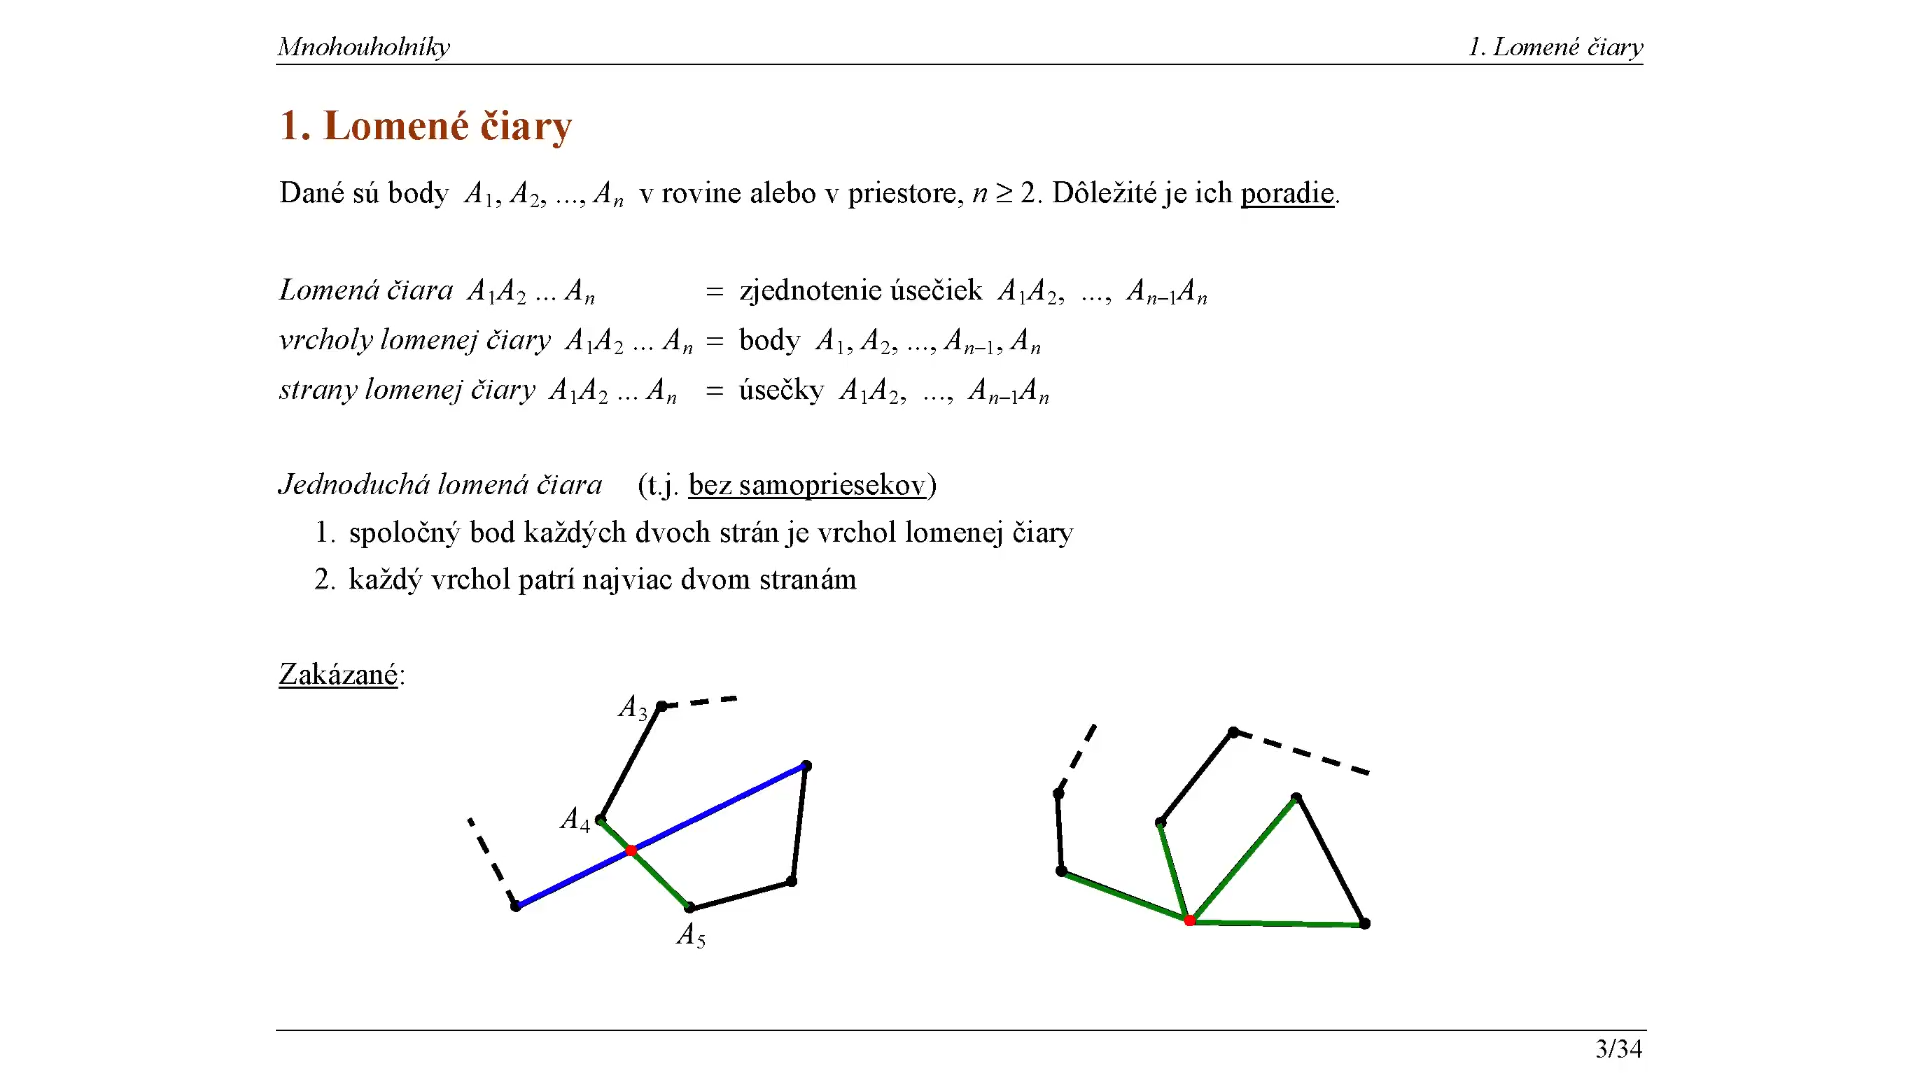 Mnohouholníky 1. Lomené čiary
1. Lomené čiary
Dané sú body A₁, A₂, ..., Aₙ v rovine alebo v priestore, n ≥ 2. Dôležité je ich poradie.
Lomená čiara A₁A₂ ... Aₙ = zjednotenie úsečiek A₁A₂, ..., Aₙ₋₁Aₙ
vrcholy lomenej čiary A₁A₂ ... Aₙ = body A₁, A₂, ..., Aₙ₋₁, Aₙ
strany lomenej čiary A₁A₂ ... Aₙ = úsečky A₁A₂, ..., Aₙ₋₁Aₙ
Jednoduchá lomená čiara (t.j. bez samopriesekov)
1. spoločný bod každých dvoch strán je vrchol lomenej čiary
2. každý vrchol patrí najviac dvom stranám
Zakázané:
A₃
A₄
A₅
3/34